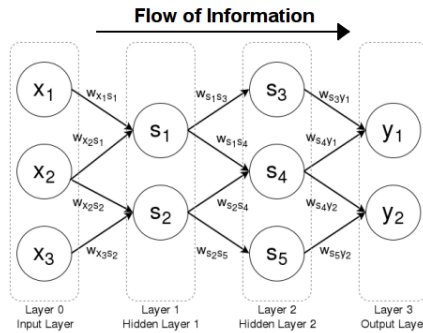 Flow of Information
x1
x2
x3
s1
s2
s3
s4
s5
y1
y2
wx1s1
wx2s1
wx2s2
wx3s2
ws1s3
ws1s4
ws2s4
ws2s5
ws3y1
ws4y1
ws4y2
ws5y2
Layer 0
Input Layer
Layer 1
Hidden Layer 1
Layer 2
Hidden Layer 2
Layer 3
Output Layer